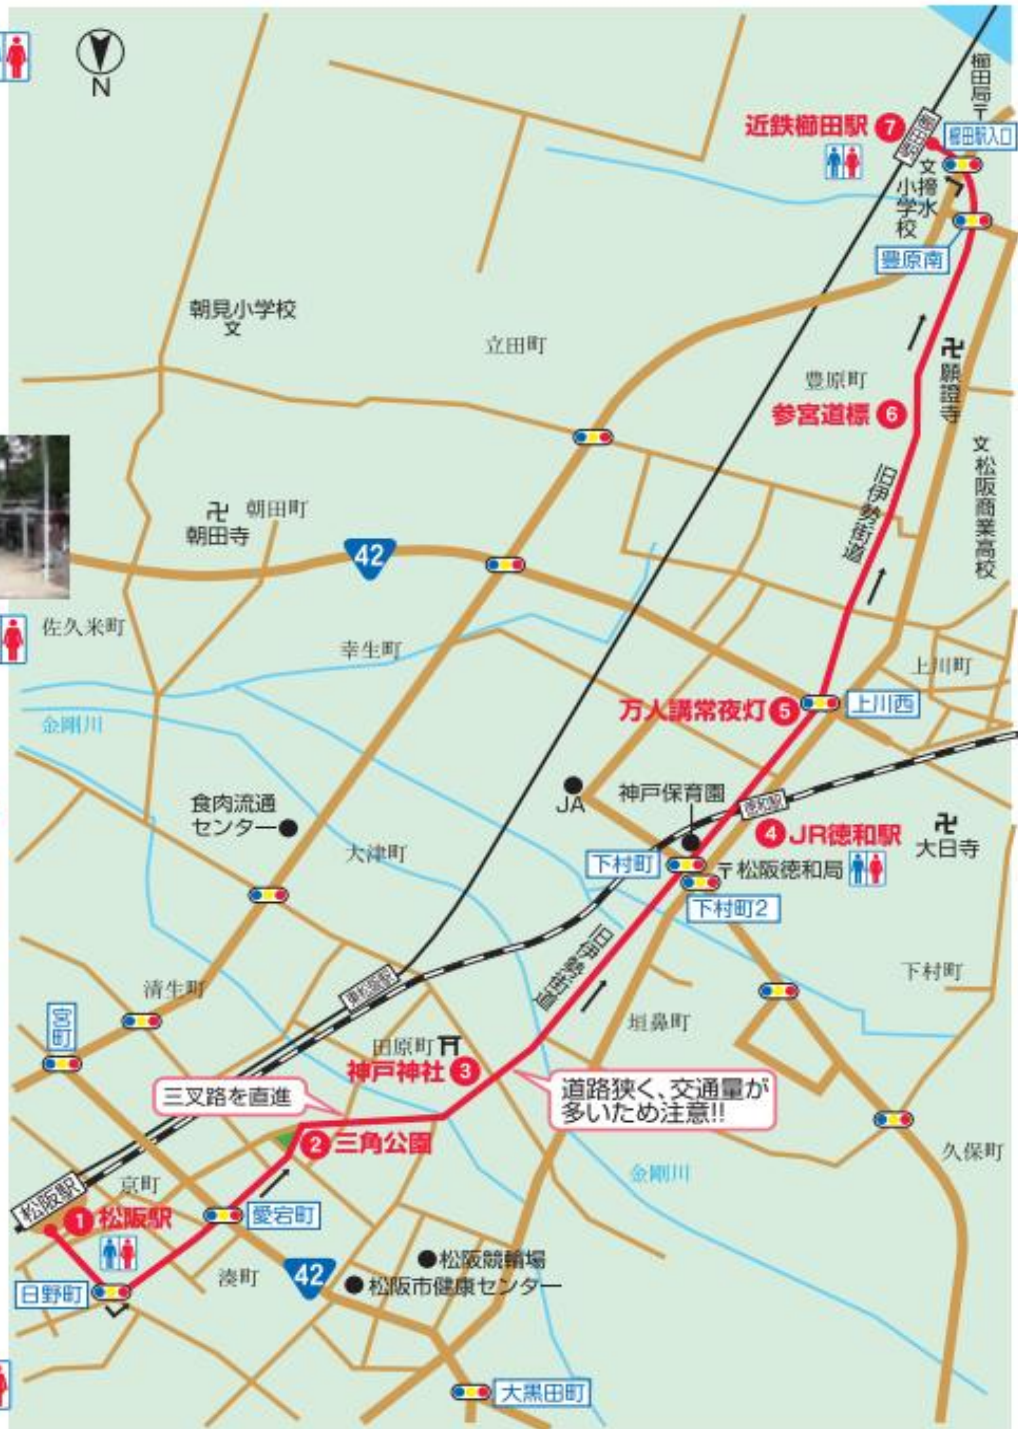 N
櫛田局〒
近鉄櫛田駅 7
櫛田駅
櫛田駅入口
文 揥水
小学校
豊原南
朝見小学校
文
立田町
豊原町
卍 願證寺
参宮道標 6
文 松阪商業高校
旧伊勢街道
卍 朝田町
朝田寺
42
佐久米町
幸生町
上川町
金剛川
万人講常夜灯 5
上川西
JA
神戸保育園
徳和駅
食肉流通
センター
4 JR徳和駅
卍
大日寺
大津町
下村町
〒松阪徳和局
下村町2
旧伊勢街道
下村町
清生町
東松阪駅
宮町
垣鼻町
田原町
神戸神社 3
三叉路を直進
道路狭く、交通量が
多いため注意!!
2 三角公園
久保町
金剛川
松阪駅
京町
1 松阪駅
愛宕町
松阪競輪場
湊町
42
松阪市健康センター
日野町
大黒田町